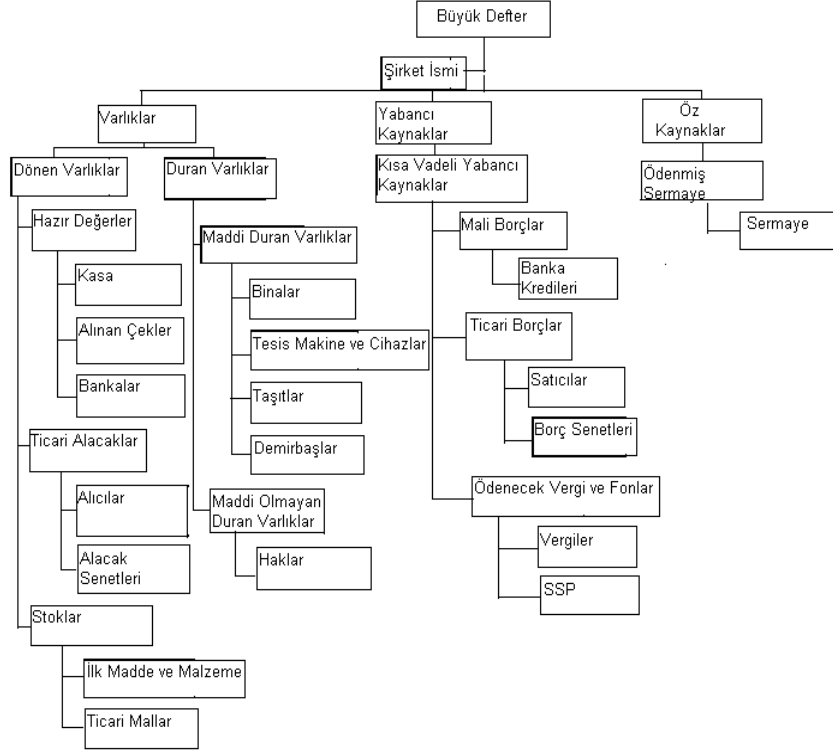 Büyük Defter
Şirket İsmi
Varlıklar
Yabancı
Kaynaklar
Öz
Kaynaklar
Dönen Varlıklar
Duran Varlıklar
Kısa Vadeli Yabancı
Kaynaklar
Ödenmiş
Sermaye
Hazır Değerler
Kasa
Alınan Çekler
Bankalar
Ticari Alacaklar
Alıcılar
Alacak
Senetleri
Stoklar
İlk Madde ve Malzeme
Ticari Mallar
Maddi Duran Varlıklar
Binalar
Tesis Makine ve Cihazlar
Taşıtlar
Demirbaşlar
Maddi Olmayan
Duran Varlıklar
Haklar
Mali Borçlar
Banka
Kredileri
Ticari Borçlar
Satıcılar
Borç Senetleri
Ödenecek Vergi ve Fonlar
Vergiler
SSP
Sermaye